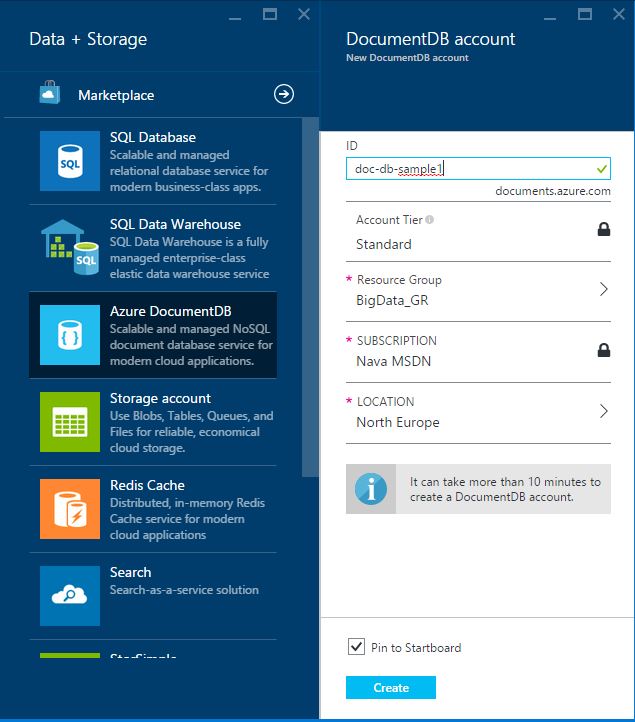 Data + Storage
Marketplace
SQL Database
Scalable and managed
relational database service for
modern business-class apps.
SQL
SQL Data Warehouse
SQL Data Warehouse is a fully
managed enterprise-class
elastic data warehouse service
SQL
Azure DocumentDB
Scalable and managed NoSQL
document database service for
modern cloud applications.
Storage account
Use Blobs, Tables, Queues, and
Files for reliable, economical
cloud storage.
Redis Cache
Distributed, in-memory Redis
Cache service for modern
cloud applications
Search
Search-as-a-service solution
StorSimple
DocumentDB account
New DocumentDB account
ID
doc-db-sample1
documents.azure.com
Account Tier
Standard
* Resource Group
BigData_GR
* SUBSCRIPTION
Nava MSDN
* LOCATION
North Europe
It can take more than 10 minutes to
create a DocumentDB account.
Pin to Startboard
Create